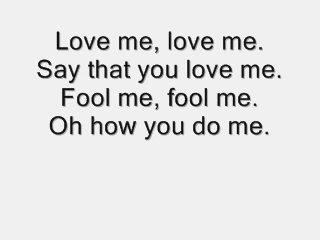 Love me, love me.
Say that you love me.
Fool me, fool me.
Oh how you do me.